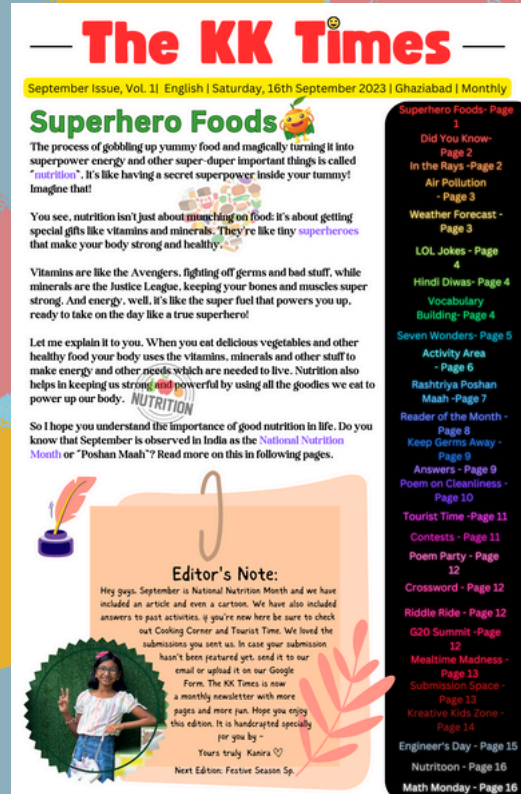 The KK Times
September Issue, Vol. 1| English | Saturday, 16th September 2023 | Ghaziabad | Monthly
Superhero Foods
The process of gobbling up yummy food and magically turning it into
superpower energy and other super-duper important things is called
"nutrition". It's like having a secret superpower inside your tummy!
Imagine that!
You see, nutrition isn't just about munching on food; it's about getting
special gifts like vitamins and minerals. They're like tiny superheroes
that make your body strong and healthy.
Vitamins are like the Avengers, fighting off germs and bad stuff, while
minerals are the Justice League, keeping your bones and muscles super
strong. And energy, well, it's like the super fuel that powers you up,
ready to take on the day like a true superhero!
Let me explain it to you. When you eat delicious vegetables and other
healthy food your body uses the vitamins, minerals and other stuff to
make energy and other needs which are needed to live. Nutrition also
helps in keeping us strong and powerful by using all the goodies we eat to
power up our body.
NUTRITION
So I hope you understand the importance of good nutrition in life. Do you
know that September is observed in India as the National Nutrition
Month or "Poshan Maah"? Read more on this in following pages.
Editor's Note:
Hey guys, September is National Nutrition Month and we have
included an article and even a cartoon. We have also included
answers to past activities, if you're new here be sure to check
out Cooking Corner and Tourist Time. We loved the
submissions you sent us. In case your submission
hasn't been featured yet, send it to our
email or upload it on our Google
Form. The KK Times is now
a monthly newsletter with more
pages and more fun. Hope you enjoy
this edition. It is handcrafted specially
for you by -
Yours truly Kanira ♡
Next Edition: Festive Season Sp.
Superhero Foods- Page
1
Did You Know-
Page 2
In the Rays -Page 2
Air Pollution
- Page 3
Weather Forecast -
Page 3
LOL Jokes - Page
4
Hindi Diwas- Page 4
Vocabulary
Building- Page 4
Seven Wonders- Page 5
Activity Area
- Page 6
Rashtriya Poshan
Maah -Page 7
Reader of the Month -
Page 8
Keep Germs Away -
Page 9
Answers - Page 9
Poem on Cleanliness -
Page 10
Tourist Time -Page 11
Contests - Page 11
Poem Party - Page
12
Crossword - Page 12
Riddle Ride - Page 12
G20 Summit -Page
12
Mealtime Madness -
Page 13
Submission Space -
Page 13
Kreative Kids Zone -
Page 14
Engineer's Day - Page 15
Nutritoon - Page 16
Math Monday - Page 16